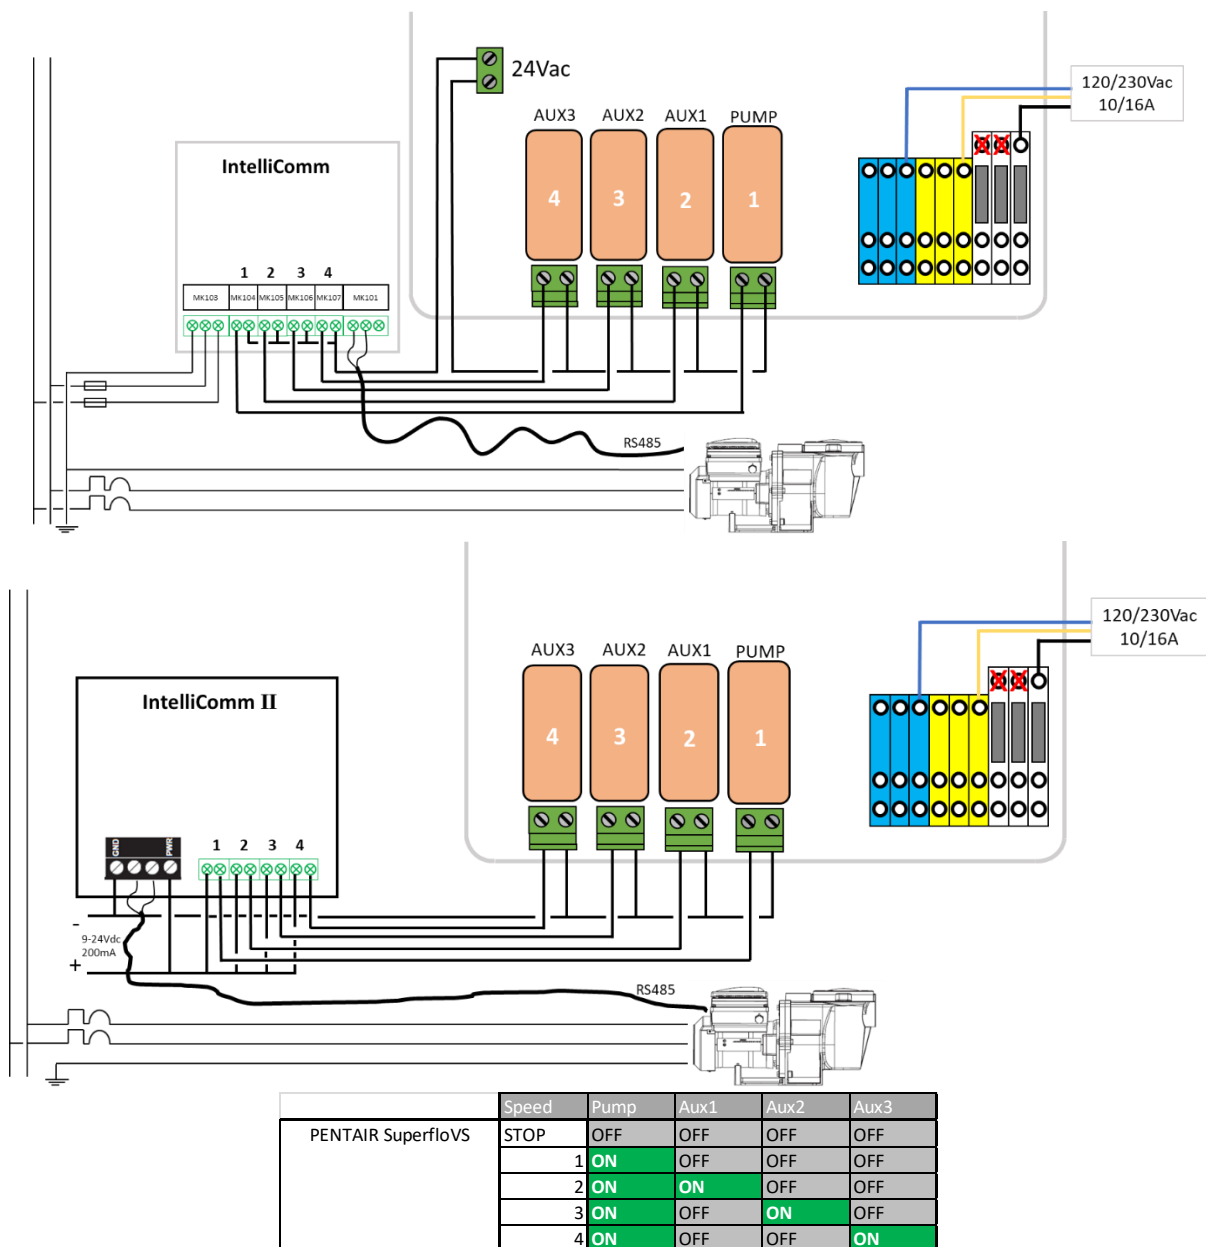 24Vac
120/230Vac
10/16A
AUX3 AUX2 AUX1 PUMP
IntelliComm
4 3 2 1
1 2 3 4
MK103 MK104 MK105 MK106 MK107 MK101
RS485
120/230Vac
10/16A
AUX3 AUX2 AUX1 PUMP
IntelliComm II
4 3 2 1
GND PWR
1 2 3 4
-
9-24Vdc
200mA
+
RS485
Speed Pump Aux1 Aux2 Aux3
PENTAIR SuperfloVS STOP OFF OFF OFF OFF
1 ON OFF OFF OFF
2 ON ON OFF OFF
3 ON OFF ON OFF
4 ON OFF OFF ON